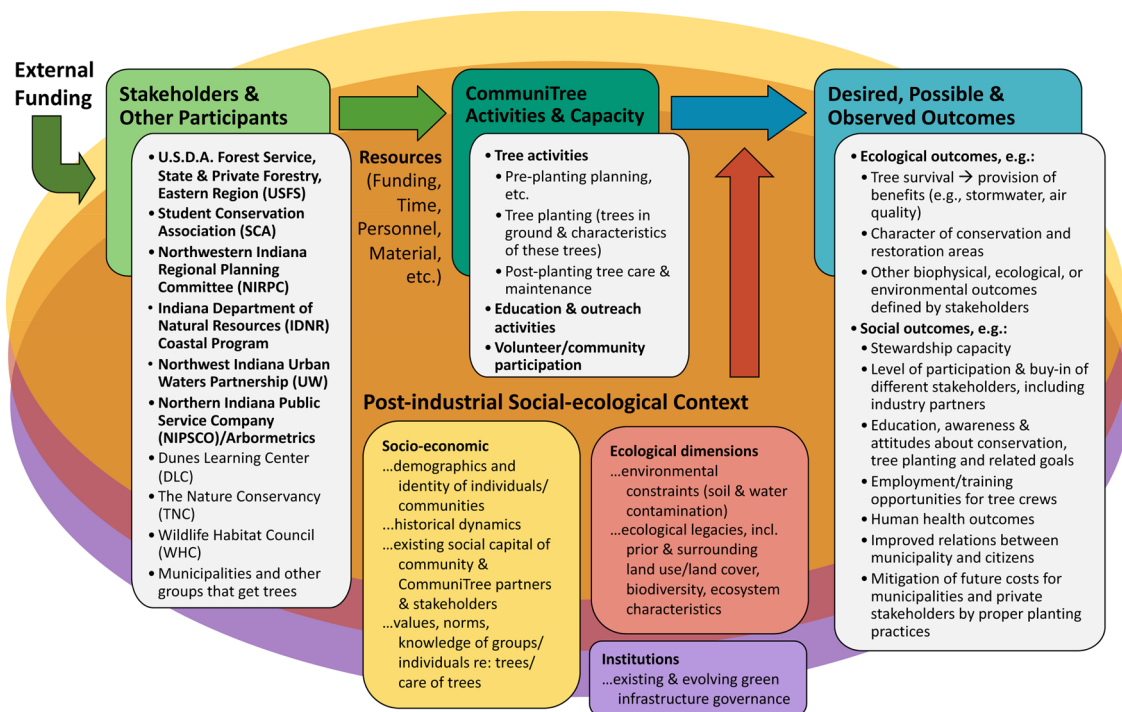 External
Funding
Stakeholders &
Other Participants
• U.S.D.A. Forest Service,
State & Private Forestry,
Eastern Region (USFS)
• Student Conservation
Association (SCA)
• Northwestern Indiana
Regional Planning
Committee (NIRPC)
• Indiana Department of
Natural Resources (IDNR)
Coastal Program
• Northwest Indiana Urban
Waters Partnership (UW)
• Northern Indiana Public
Service Company
(NIPSCO)/Arbormetrics
• Dunes Learning Center
(DLC)
• The Nature Conservancy
(TNC)
• Wildlife Habitat Council
(WHC)
• Municipalities and other
groups that get trees
Resources
(Funding,
Time,
Personnel,
Material,
etc.)
CommuniTree
Activities & Capacity
• Tree activities
• Pre-planting planning,
etc.
• Tree planting (trees in
ground & characteristics
of these trees)
• Post-planting tree care &
maintenance
• Education & outreach
activities
• Volunteer/community
participation
Desired, Possible &
Observed Outcomes
• Ecological outcomes, e.g.:
• Tree survival → provision of
benefits (e.g., stormwater, air
quality)
• Character of conservation and
restoration areas
• Other biophysical, ecological, or
environmental outcomes
defined by stakeholders
• Social outcomes, e.g.:
• Stewardship capacity
• Level of participation & buy-in of
different stakeholders, including
industry partners
• Education, awareness &
attitudes about conservation,
tree planting and related goals
• Employment/training
opportunities for tree crews
• Human health outcomes
• Improved relations between
municipality and citizens
• Mitigation of future costs for
municipalities and private
stakeholders by proper planting
practices
Post-industrial Social-ecological Context
Socio-economic
...demographics and
identity of individuals/
communities
...historical dynamics
...existing social capital of
community &
CommuniTree partners
& stakeholders
...values, norms,
knowledge of groups/
individuals re: trees/
care of trees
Ecological dimensions
...environmental
constraints (soil & water
contamination)
...ecological legacies, incl.
prior & surrounding
land use/land cover,
biodiversity, ecosystem
characteristics
Institutions
...existing & evolving green
infrastructure governance